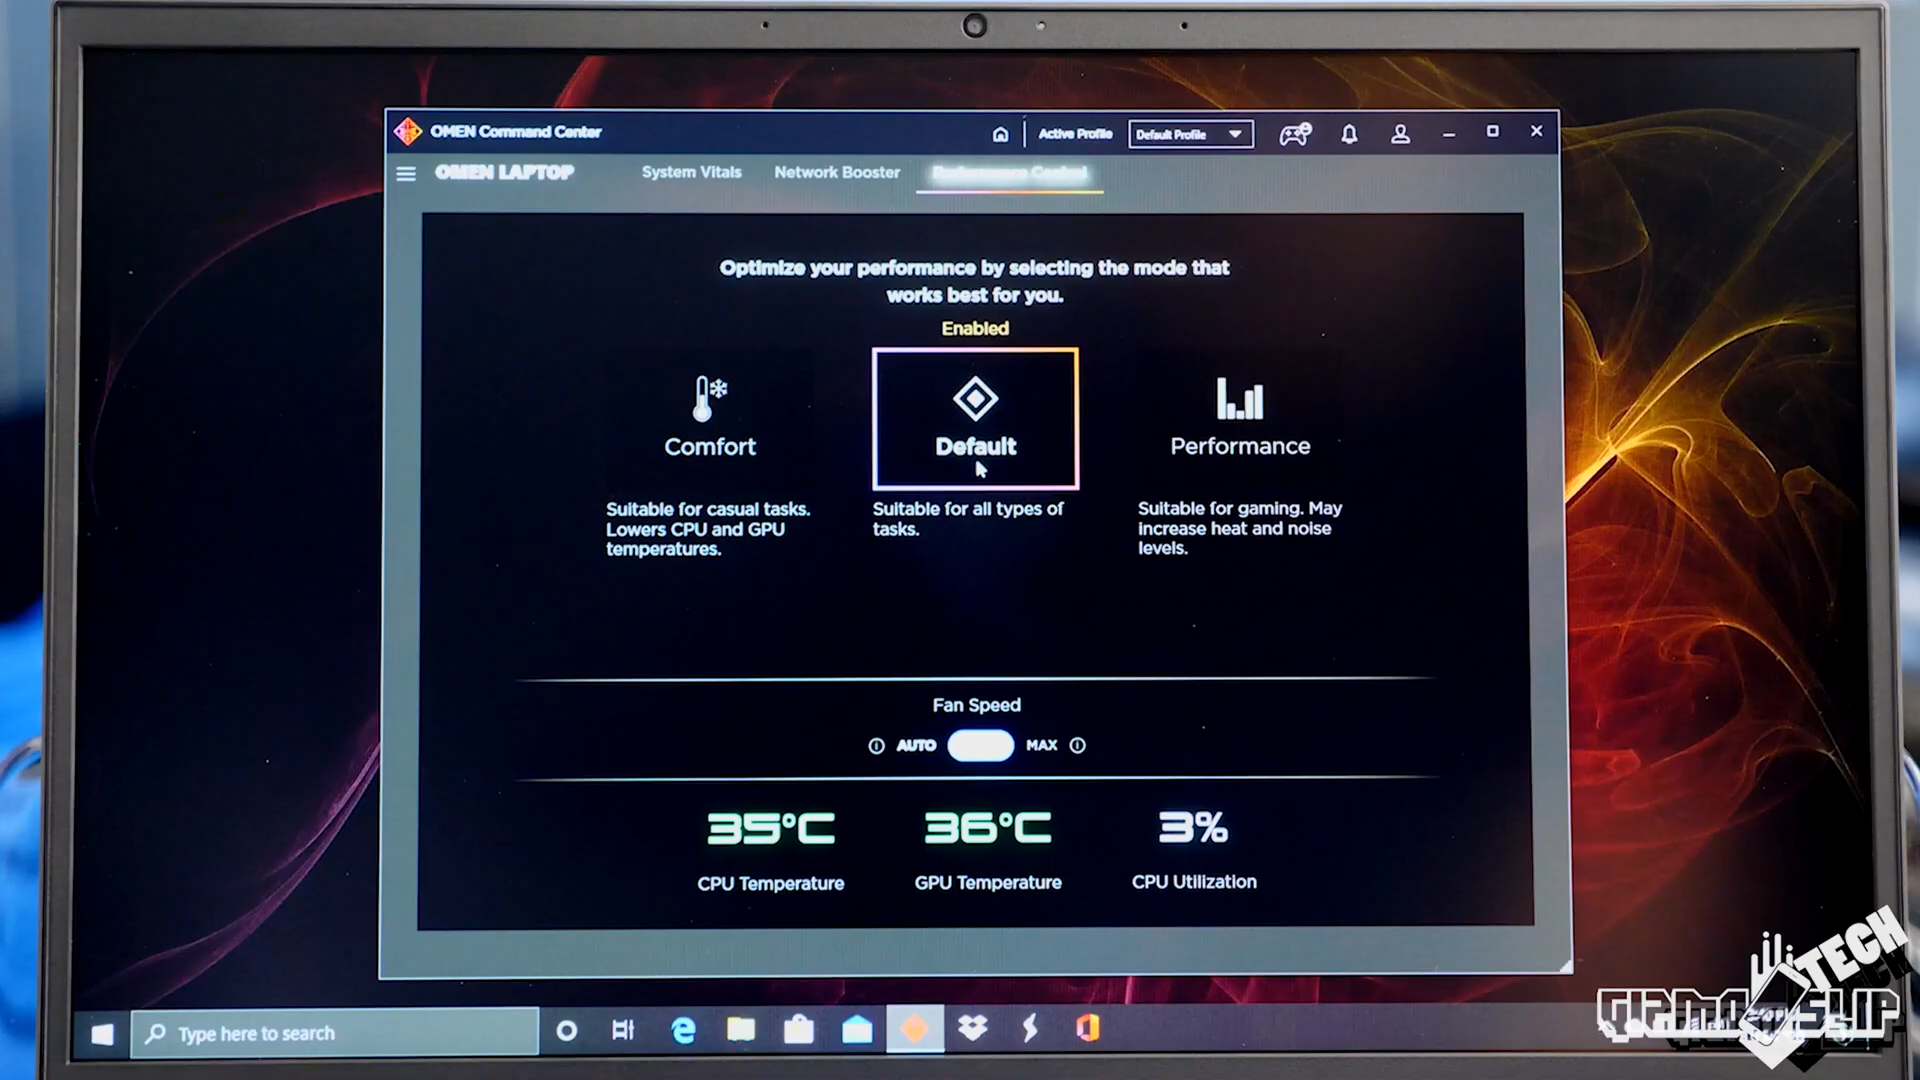 OMEN Command Center
Active Profile
Default Profile
OMEN LAPTOP
System Vitals
Network Booster
Performance Control
Optimize your performance by selecting the mode that
works best for you.
Enabled
Comfort
Default
Performance
Suitable for casual tasks.
Lowers CPU and GPU
temperatures.
Suitable for all types of
tasks.
Suitable for gaming. May
increase heat and noise
levels.
Fan Speed
AUTO
MAX
35°C
36°C
3%
CPU Temperature
GPU Temperature
CPU Utilization
Type here to search
TECH